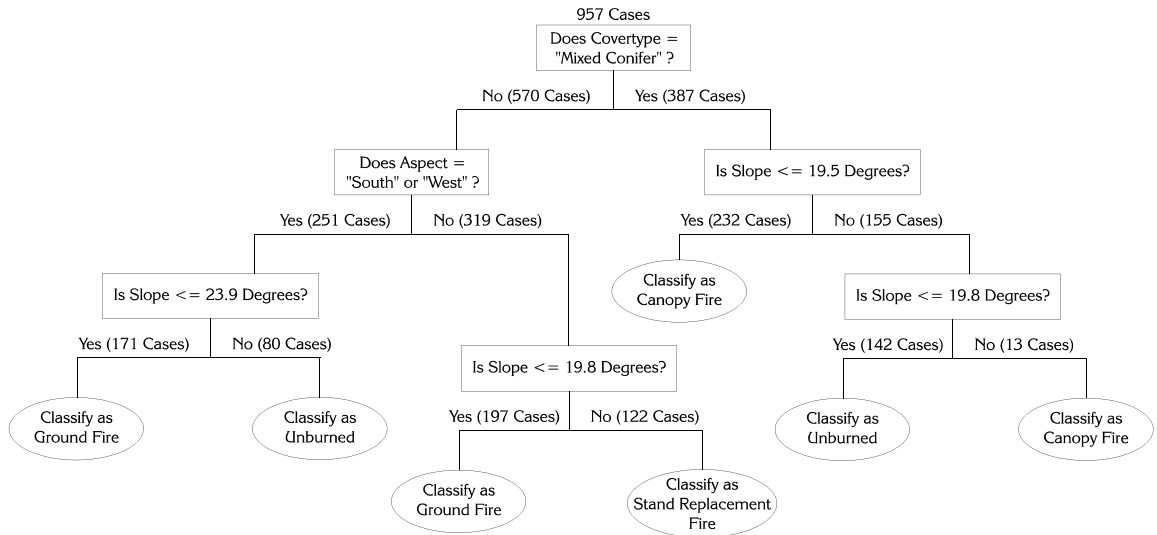 957 Cases
Does Covertype =
"Mixed Conifer" ?
No (570 Cases)
Yes (387 Cases)
Does Aspect =
"South" or "West" ?
Is Slope <= 19.5 Degrees?
Yes (251 Cases)
No (319 Cases)
Yes (232 Cases)
No (155 Cases)
Is Slope <= 23.9 Degrees?
Classify as
Canopy Fire
Is Slope <= 19.8 Degrees?
Yes (171 Cases)
No (80 Cases)
Is Slope <= 19.8 Degrees?
Yes (142 Cases)
No (13 Cases)
Classify as
Ground Fire
Classify as
Unburned
Yes (197 Cases)
No (122 Cases)
Classify as
Unburned
Classify as
Canopy Fire
Classify as
Ground Fire
Classify as
Stand Replacement
Fire